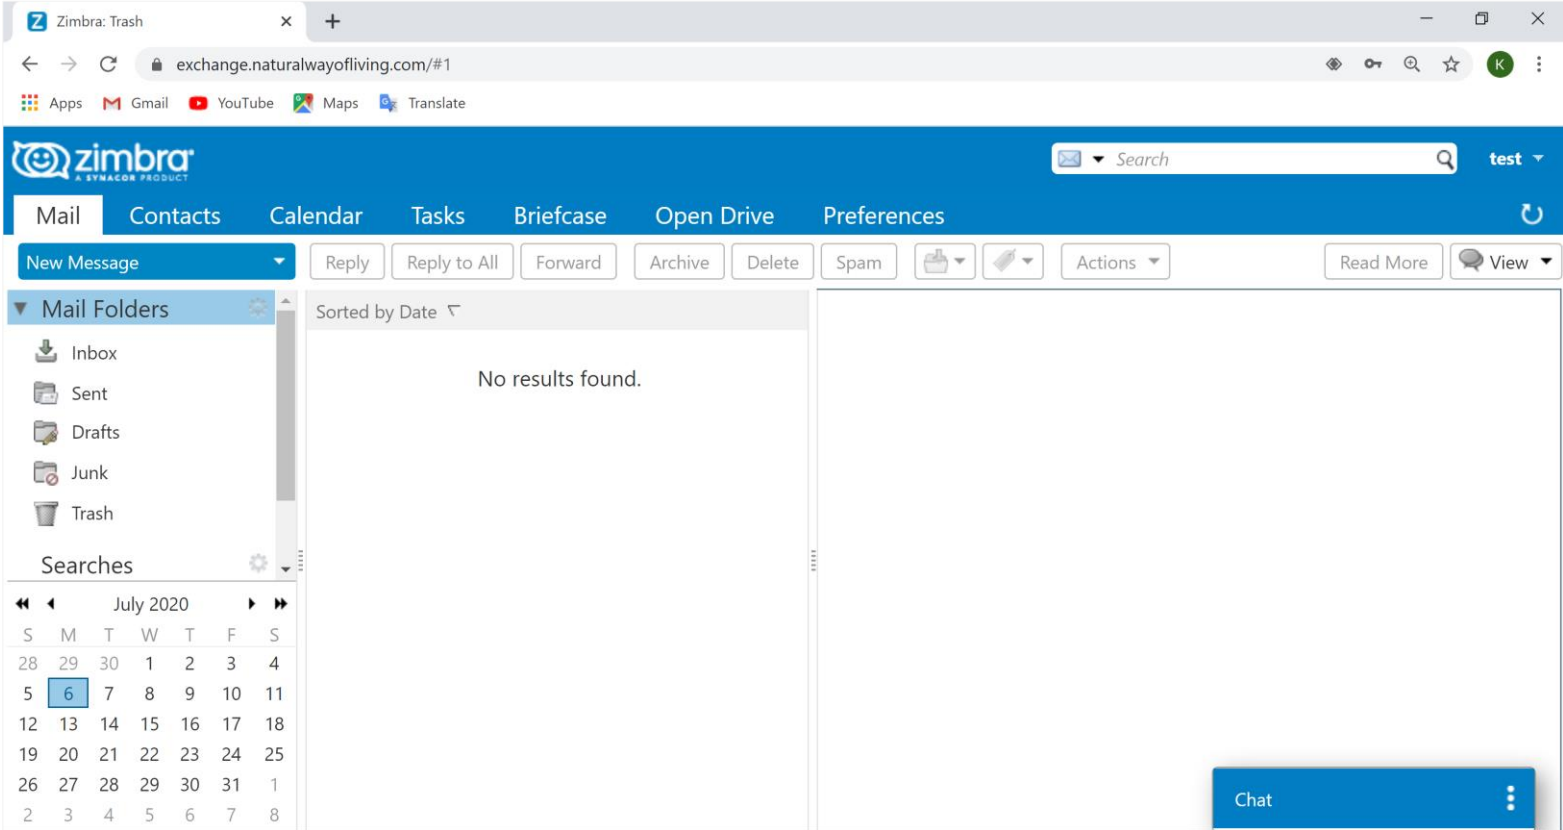 Zimbra: Trash
exchange.naturalwayofliving.com/#1
K
Apps Gmail YouTube Maps Translate
zimbra
A SYNACOR PRODUCT
Search
test
Mail Contacts Calendar Tasks Briefcase Open Drive Preferences
New Message Reply Reply to All Forward Archive Delete Spam Actions Read More View
Mail Folders
Sorted by Date
Inbox
No results found.
Sent
Drafts
Junk
Trash
Searches
July 2020
S M T W T F S
28 29 30 1 2 3 4
5 6 7 8 9 10 11
12 13 14 15 16 17 18
19 20 21 22 23 24 25
26 27 28 29 30 31 1
2 3 4 5 6 7 8
Chat